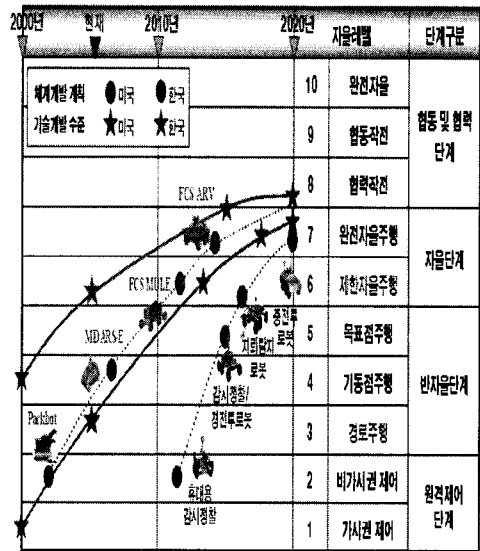 2000년 현재 2010년 2020년 자율레벨 단계구분
체계개발 계획 미국 한국
기술개발 수준 미국 한국
10 완전자율
9 협동작전
8 협력작전
협동 및 협력
단계
7 완전자율주행
6 제한자율주행
자율단계
5 목표점주행
4 기동점주행
3 경로주행
반자율단계
2 비가시권 제어
1 가시권 제어
원격제어
단계
FCS ARV
FCS MULE
MDARS-E
Packbot
중전투
로봇
지뢰탐지
로봇
감시정찰/
경전투로봇
휴대용
감시정찰